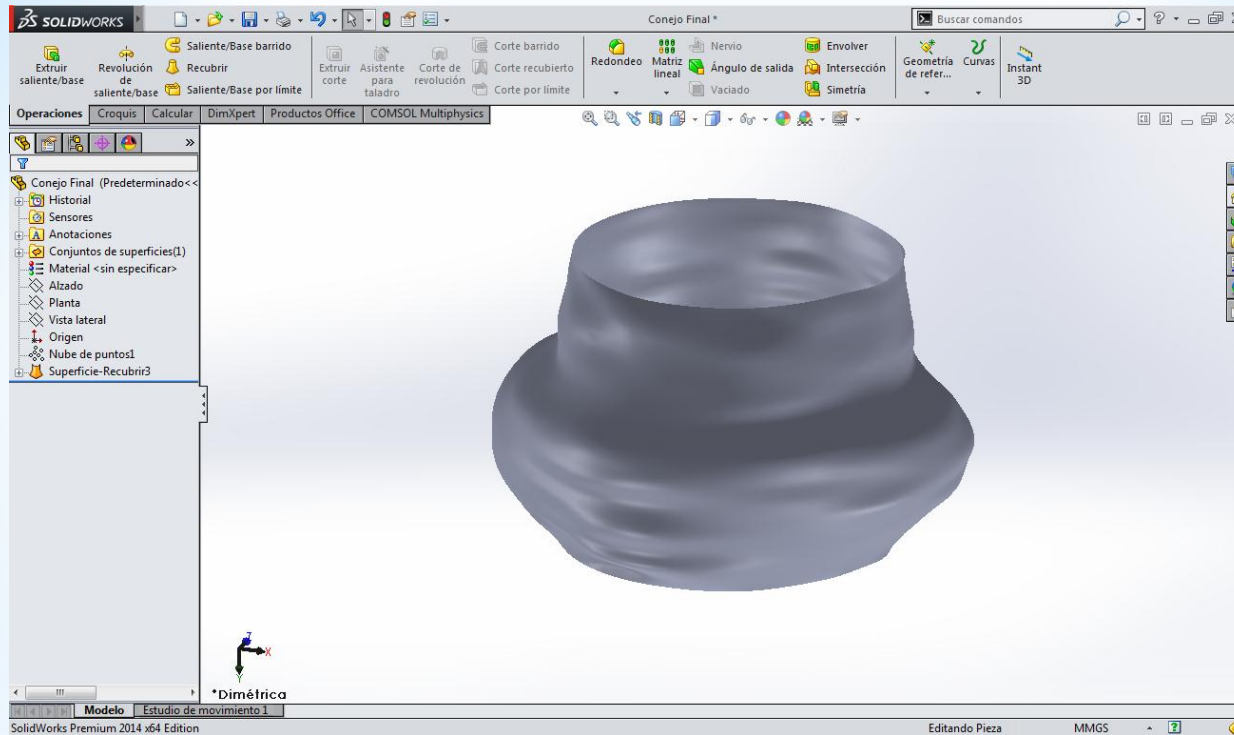 SOLIDWORKS
Conejo Final *
Buscar comandos
Extruir saliente/base
Revolución de saliente/base
Saliente/Base barrido
Recubrir
Saliente/Base por límite
Extruir corte
Asistente para taladro
Corte de revolución
Corte barrido
Corte recubierto
Corte por límite
Redondeo
Matriz lineal
Nervio
Ángulo de salida
Vaciado
Envolver
Intersección
Simetría
Geometría de refer...
Curvas
Instant 3D
Operaciones
Croquis
Calcular
DimXpert
Productos Office
COMSOL Multiphysics
Conejo Final (Predeterminado<<
Historial
Sensores
Anotaciones
Conjuntos de superficies(1)
Material <sin especificar>
Alzado
Planta
Vista lateral
Origen
Nube de puntos1
Superficie-Recubrir3
Z
X
Y
*Dimétrica
Modelo
Estudio de movimiento 1
SolidWorks Premium 2014 x64 Edition
Editando Pieza
MMGS